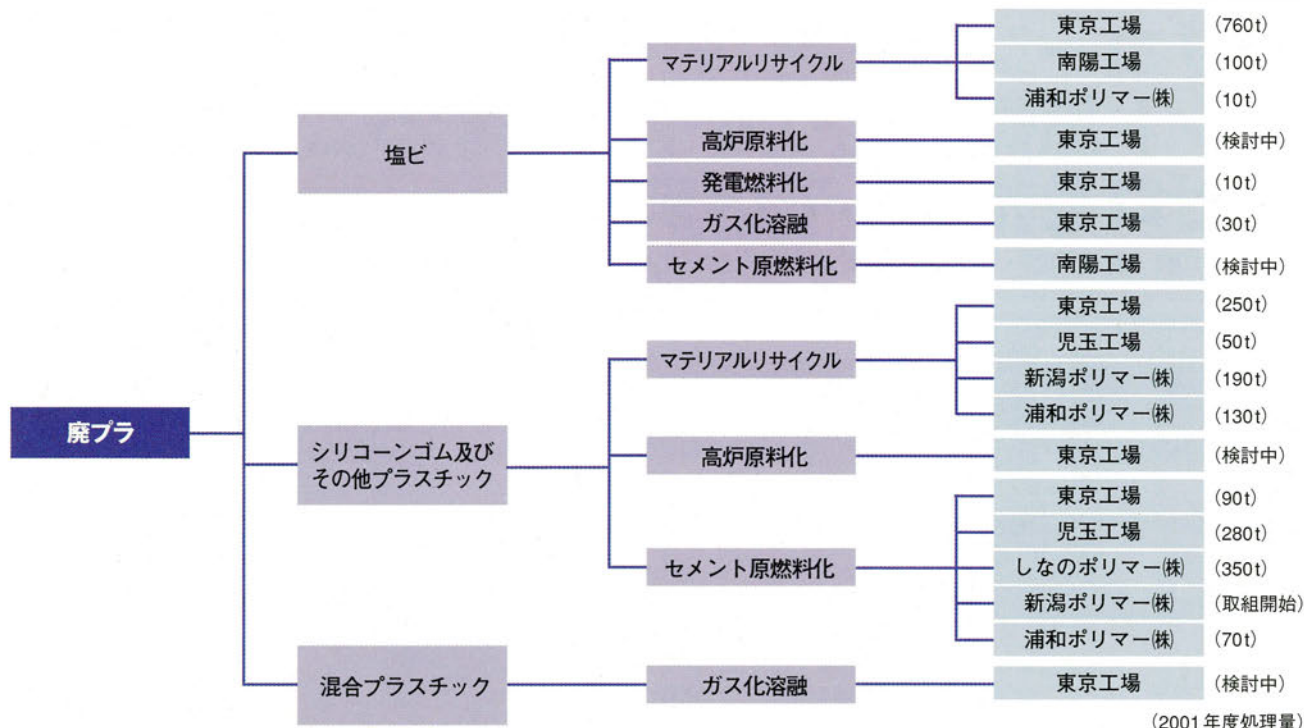 廃プラ
塩ビ
マテリアルリサイクル
東京工場 (760t)
南陽工場 (100t)
浦和ポリマー㈱ (10t)
高炉原料化
東京工場 (検討中)
発電燃料化
東京工場 (10t)
ガス化溶融
東京工場 (30t)
セメント原燃料化
南陽工場 (検討中)
シリコーンゴム及び
その他プラスチック
マテリアルリサイクル
東京工場 (250t)
児玉工場 (50t)
新潟ポリマー㈱ (190t)
浦和ポリマー㈱ (130t)
高炉原料化
東京工場 (検討中)
セメント原燃料化
東京工場 (90t)
児玉工場 (280t)
しなのポリマー㈱ (350t)
新潟ポリマー㈱ (取組開始)
浦和ポリマー㈱ (70t)
混合プラスチック
ガス化溶融
東京工場 (検討中)
(2001年度処理量)